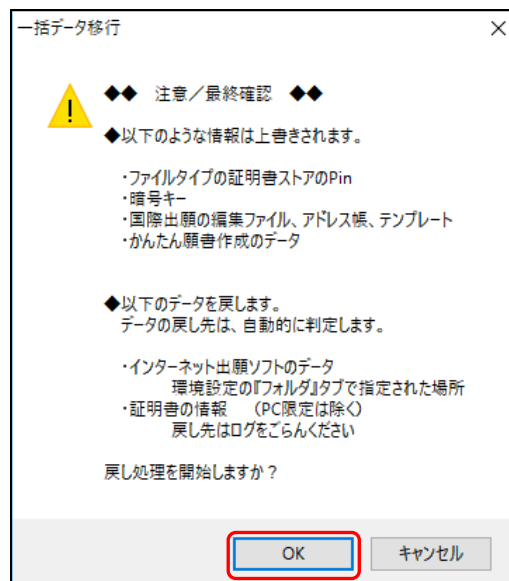 一括データ移行
◆◆ 注意／最終確認 ◆◆
◆以下のような情報は上書きされます。
・ファイルタイプの証明書ストアのPin
・暗号キー
・国際出願の編集ファイル、アドレス帳、テンプレート
・かんたん願書作成のデータ
◆以下のデータを戻します。
データの戻し先は、自動的に判定します。
・インターネット出願ソフトのデータ
環境設定の『フォルダ』タブで指定された場所
・証明書の情報 （PC限定は除く）
戻し先はログをごらんください
戻し処理を開始しますか？
OK キャンセル